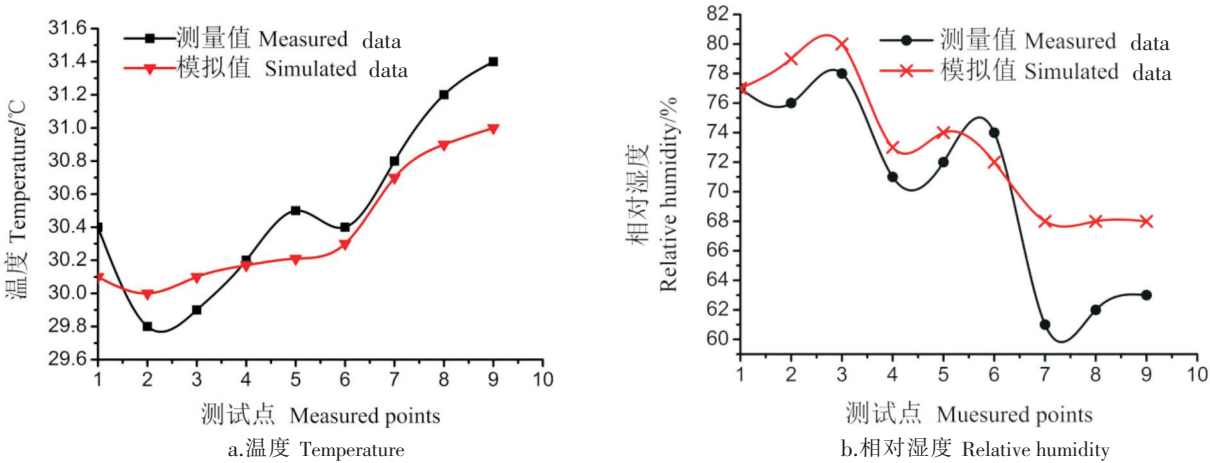 31.6
31.4
31.2
31.0
30.8
30.6
30.4
30.2
30.0
29.8
29.6
温度 Temperature/℃
测量值 Measured data
模拟值 Simulated data
1 2 3 4 5 6 7 8 9 10
测试点 Measured points
a.温度 Temperature
82
80
78
76
74
72
70
68
66
64
62
60
相对湿度
Relative humidity/%
测量值 Measured data
模拟值 Simulated data
1 2 3 4 5 6 7 8 9 10
测试点 Muesured points
b.相对湿度 Relative humidity